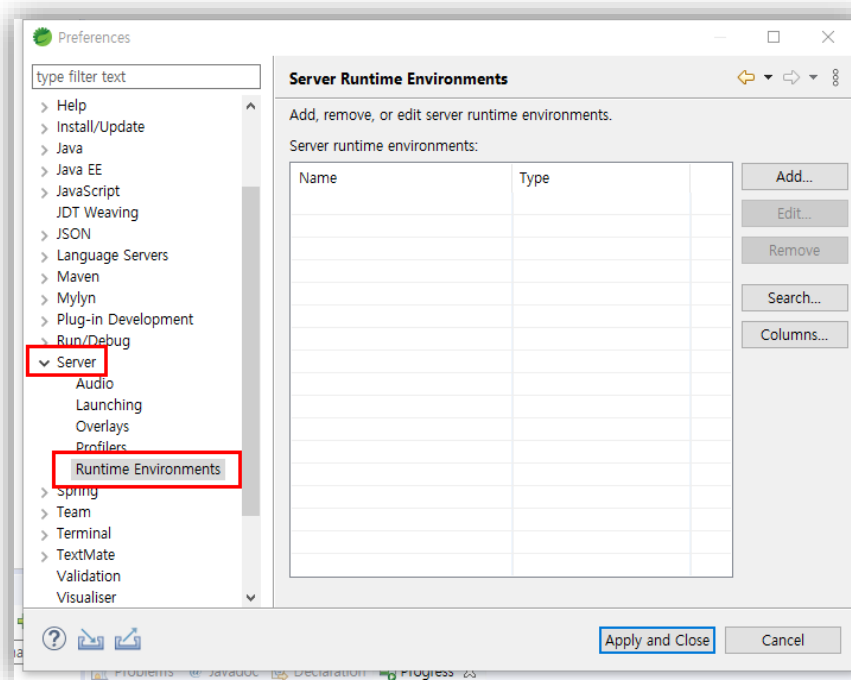 Preferences
type filter text
Help
Install/Update
Java
Java EE
JavaScript
JDT Weaving
JSON
Language Servers
Maven
Mylyn
Plug-in Development
Run/Debug
Server
Audio
Launching
Overlays
Profilers
Runtime Environments
Spring
Team
Terminal
TextMate
Validation
Visualiser
Server Runtime Environments
Add, remove, or edit server runtime environments.
Server runtime environments:
Name Type
Add...
Edit...
Remove
Search...
Columns...
Apply and Close Cancel
Problems @ Javadoc Declaration Progress